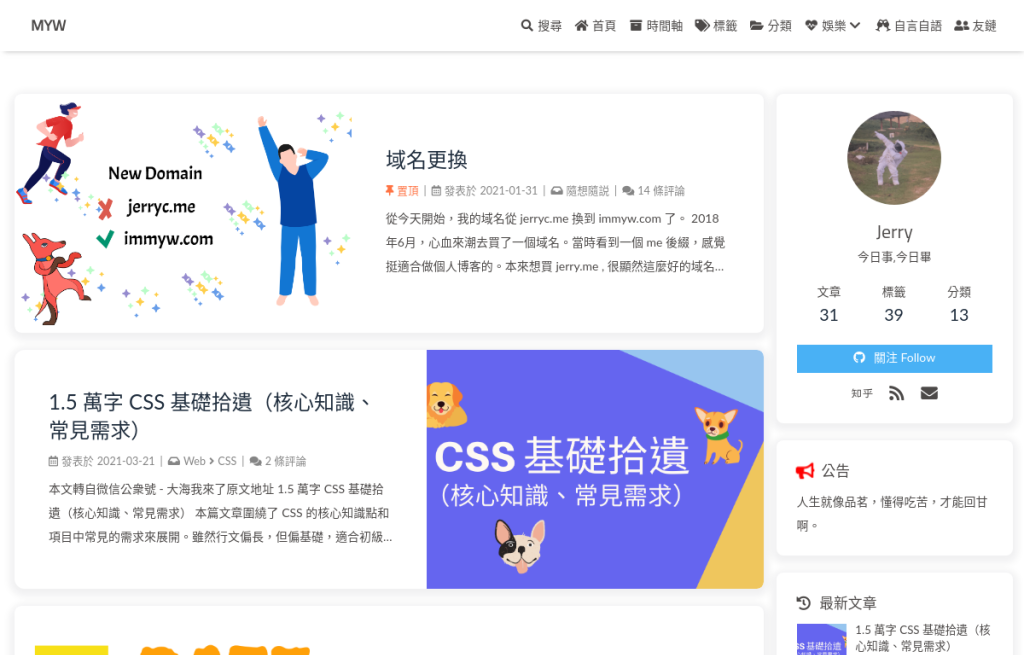 MYW
搜尋 首頁 時間軸 標籤 分類 娛樂 自言自語 友鏈
New Domain
jerryc.me
immyw.com
域名更換
置頂 | 發表於 2021-01-31 | 隨想隨説 | 14 條評論
從今天開始，我的域名從 jerryc.me 換到 immyw.com 了。 2018
年6月，心血來潮去買了一個域名。當時看到一個 me 後綴，感覺
挺適合做個人博客的。本來想買 jerry.me , 很顯然這麼好的域名...
1.5 萬字 CSS 基礎拾遺（核心知識、
常見需求）
發表於 2021-03-21 | Web > CSS | 2 條評論
本文轉自微信公衆號 - 大海我來了原文地址 1.5 萬字 CSS 基礎拾
遺（核心知識、常見需求） 本篇文章圍繞了 CSS 的核心知識點和
項目中常見的需求來展開。雖然行文偏長，但偏基礎，適合初級...
CSS 基礎拾遺
（核心知識、常見需求）
Jerry
今日事,今日畢
文章 標籤 分類
31 39 13
關注 Follow
知乎
公告
人生就像品茗，懂得吃苦，才能回甘
啊。
最新文章
1.5 萬字 CSS 基礎拾遺（核
心知識、常見需求）